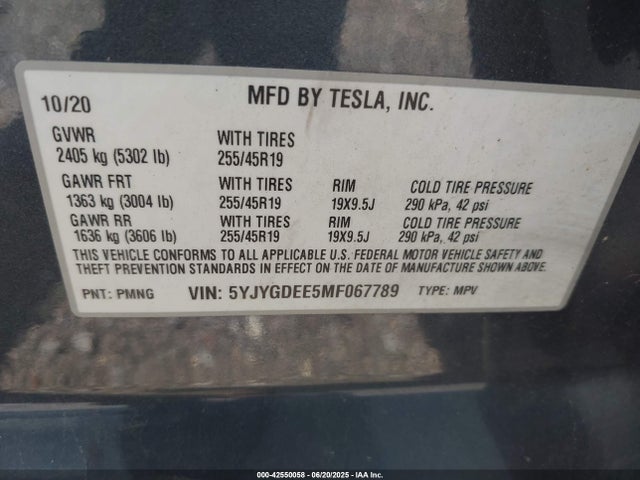 10/20 MFD BY TESLA, INC.
GVWR WITH TIRES
2405 kg (5302 lb) 255/45R19
GAWR FRT WITH TIRES RIM COLD TIRE PRESSURE
1363 kg (3004 lb) 255/45R19 19X9.5J 290 kPa, 42 psi
GAWR RR WITH TIRES RIM COLD TIRE PRESSURE
1636 kg (3606 lb) 255/45R19 19X9.5J 290 kPa, 42 psi
THIS VEHICLE CONFORMS TO ALL APPLICABLE U.S. FEDERAL MOTOR VEHICLE SAFETY AND
THEFT PREVENTION STANDARDS IN EFFECT ON THE DATE OF MANUFACTURE SHOWN ABOVE.
PNT: PMNG VIN: 5YJYGDEE5MF067789 TYPE: MPV
000-42550058 - 06/20/2025 - IAA Inc.